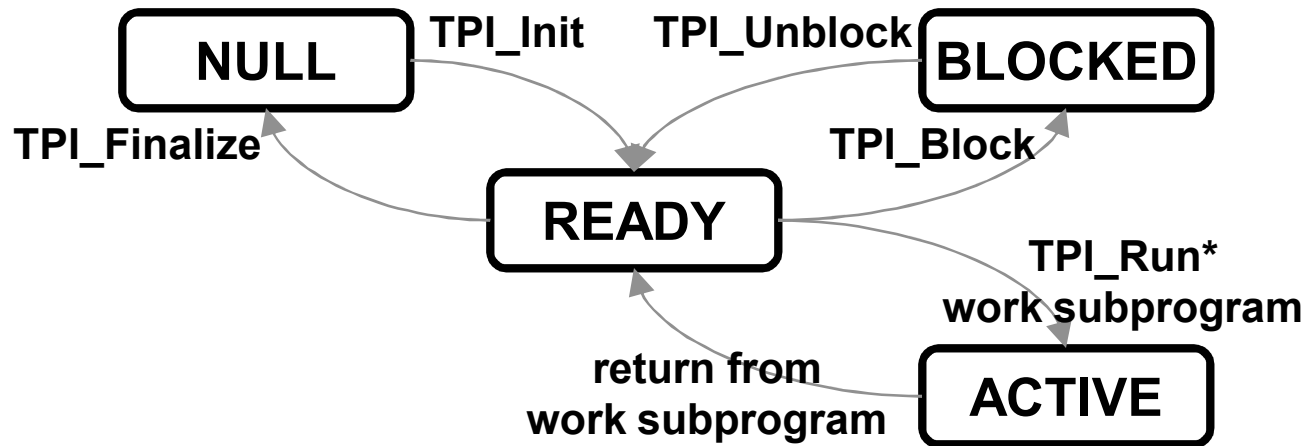 NULL
TPI_Init
TPI_Unblock
BLOCKED
TPI_Finalize
TPI_Block
READY
TPI_Run*
work subprogram
return from
work subprogram
ACTIVE